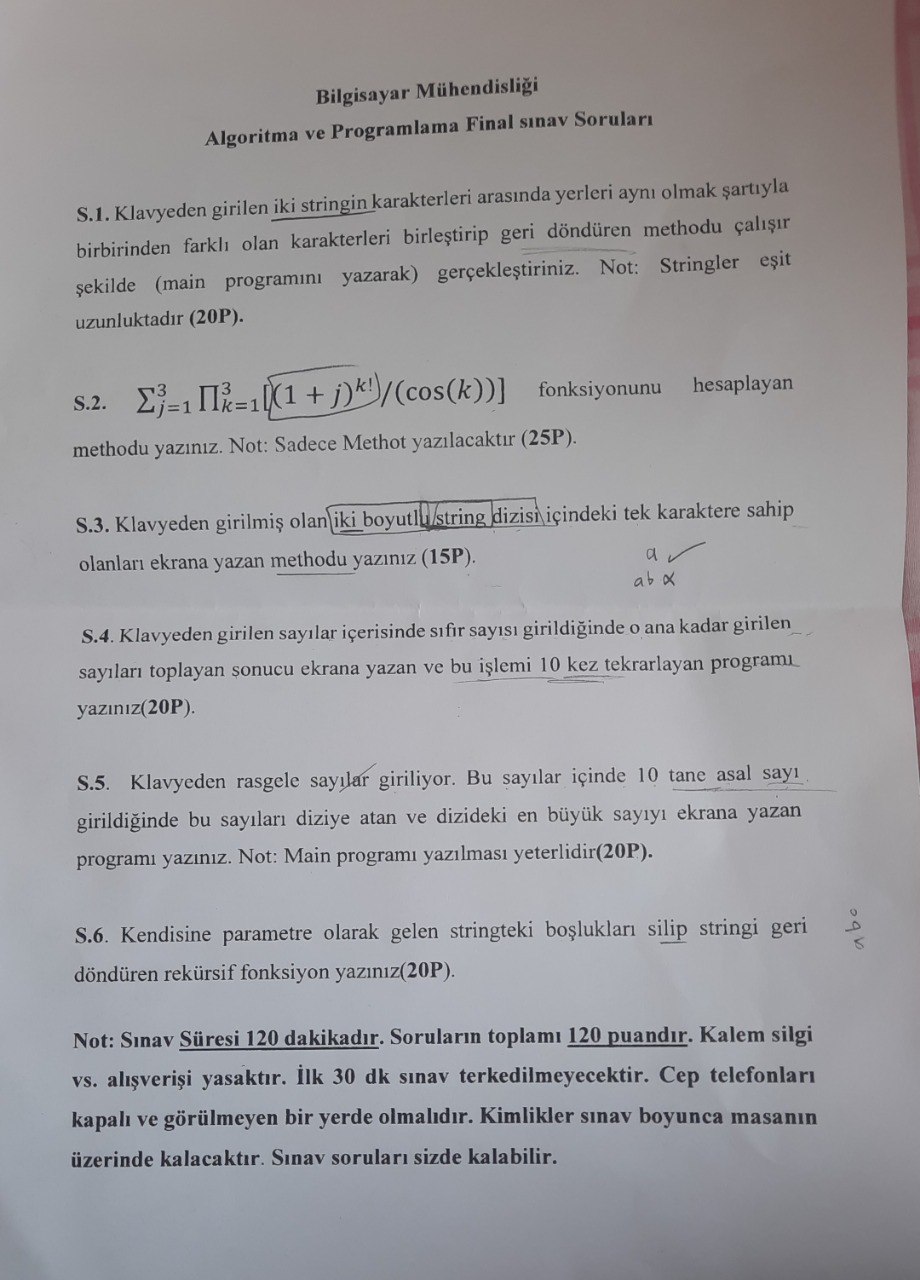 Bilgisayar Mühendisliği
Algoritma ve Programlama Final sınav Soruları
S.1. Klavyeden girilen iki stringin karakterleri arasında yerleri aynı olmak şartıyla
birbirinden farklı olan karakterleri birleştirip geri döndüren methodu çalışır
şekilde (main programını yazarak) gerçekleştiriniz. Not: Stringler eşit
uzunluktadır (20P).
S.2. ∑³ⱼ₌₁ ∏³ₖ₌₁[(1 + j)^k!)/(cos(k))] fonksiyonunu hesaplayan
methodu yazınız. Not: Sadece Methot yazılacaktır (25P).
S.3. Klavyeden girilmiş olan iki boyutlu string dizisi içindeki tek karaktere sahip
olanları ekrana yazan methodu yazınız (15P).
a ✓
ab
S.4. Klavyeden girilen sayılar içerisinde sıfır sayısı girildiğinde o ana kadar girilen
sayıları toplayan sonucu ekrana yazan ve bu işlemi 10 kez tekrarlayan programı
yazınız(20P).
S.5. Klavyeden rasgele sayılar giriliyor. Bu sayılar içinde 10 tane asal sayı
girildiğinde bu sayıları diziye atan ve dizideki en büyük sayıyı ekrana yazan
programı yazınız. Not: Main programı yazılması yeterlidir(20P).
S.6. Kendisine parametre olarak gelen stringteki boşlukları silip stringi geri
döndüren rekürsif fonksiyon yazınız(20P).
Not: Sınav Süresi 120 dakikadır. Soruların toplamı 120 puandır. Kalem silgi
vs. alışverişi yasaktır. İlk 30 dk sınav terkedilmeyecektir. Cep telefonları
kapalı ve görülmeyen bir yerde olmalıdır. Kimlikler sınav boyunca masanın
üzerinde kalacaktır. Sınav soruları sizde kalabilir.